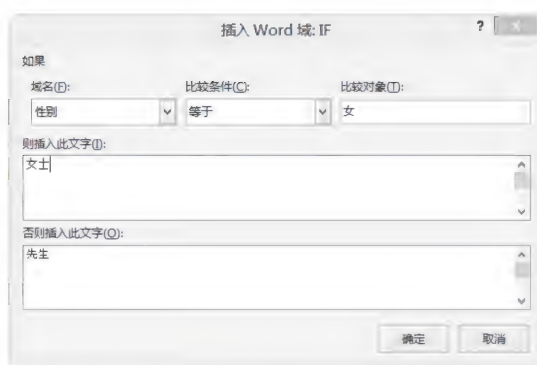 插入 Word 域: IF ?
如果
域名(F): 比较条件(C): 比较对象(T):
性别 等于 女
则插入此文字(I):
女士
否则插入此文字(O):
先生
确定 取消